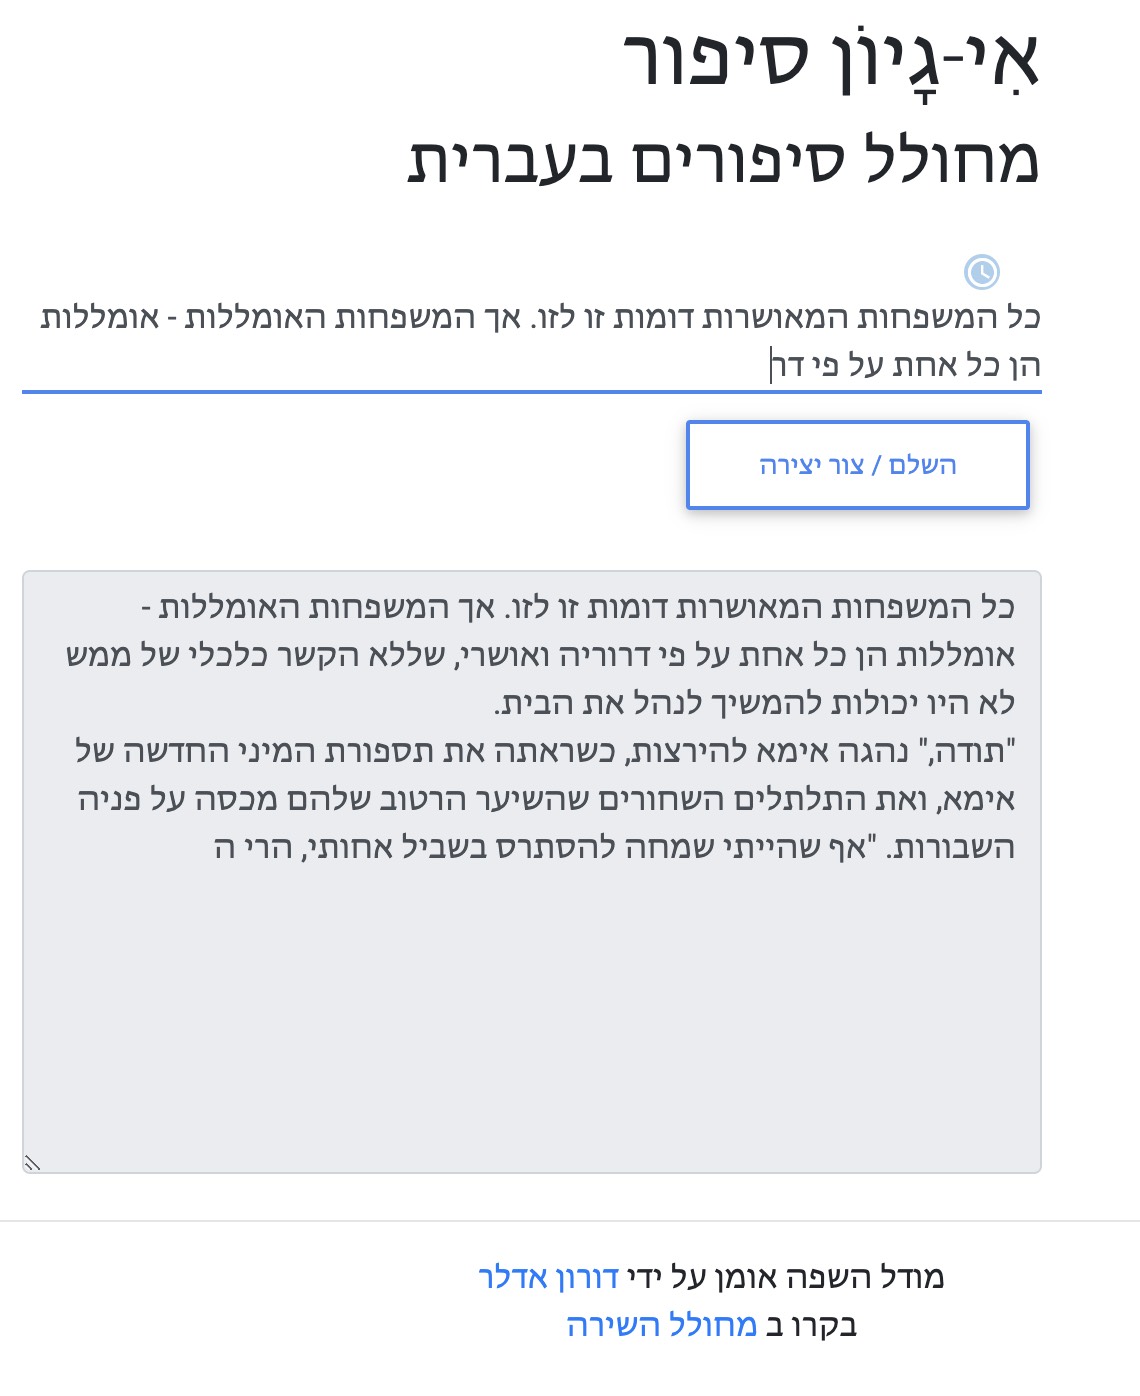 אִי-גָיוֹן סיפור
מחולל סיפורים בעברית
כל המשפחות המאושרות דומות זו לזו. אך המשפחות האומללות - אומללות
הן כל אחת על פי דר
השלם / צור יצירה
כל המשפחות המאושרות דומות זו לזו. אך המשפחות האומללות -
אומללות הן כל אחת על פי דרוריה ואושרי, שללא הקשר כלכלי של ממש
לא היו יכולות להמשיך לנהל את הבית.
"תודה," נהגה אימא להירצות, כשראתה את תספורת המיני החדשה של
אימא, ואת התלתלים השחורים שהשיער הרטוב שלהם מכסה על פניה
השבורות. "אף שהייתי שמחה להסתרס בשביל אחותי, הרי ה
מודל השפה אומן על ידי דורון אדלר
בקרו ב מחולל השירה